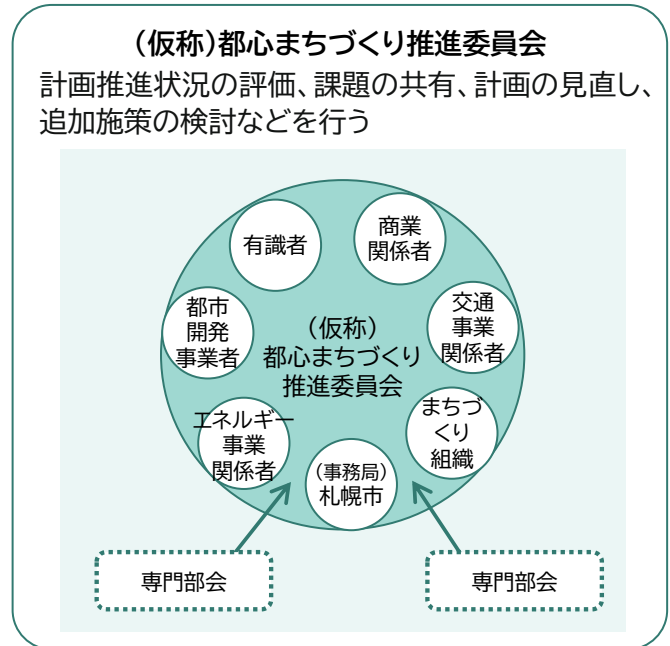 (仮称)都心まちづくり推進委員会
計画推進状況の評価、課題の共有、計画の見直し、
追加施策の検討などを行う
有識者
商業
関係者
都市
開発
事業者
(仮称)
都心まちづくり
推進委員会
交通
事業
関係者
エネルギー
事業
関係者
まちづ
くり
組織
(事務局)
札幌市
専門部会
専門部会